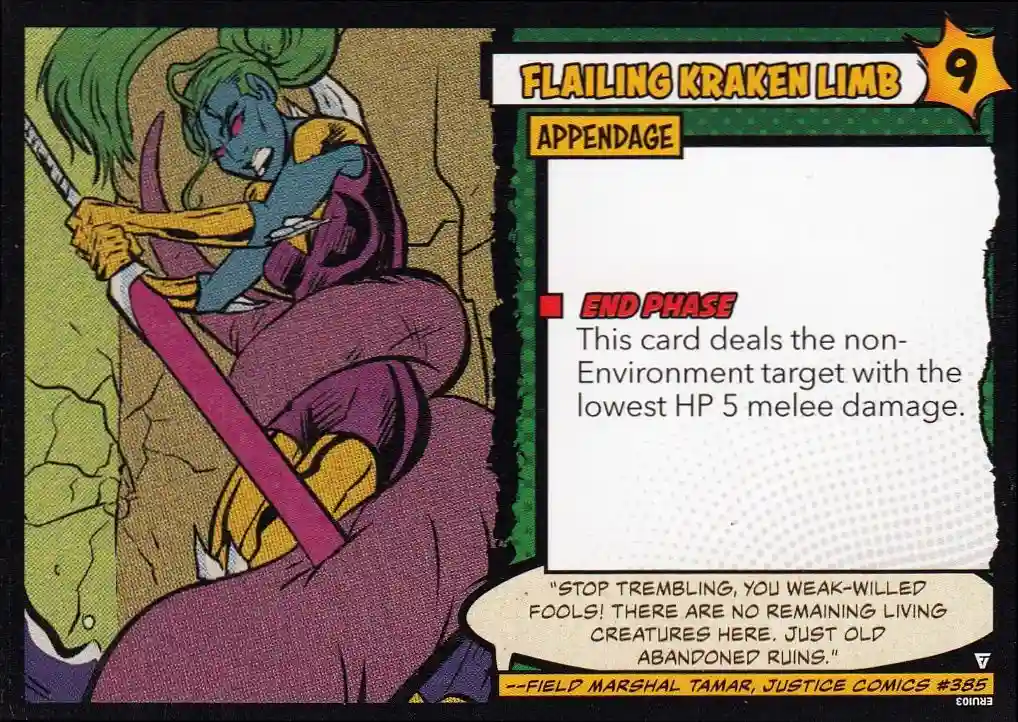 FLAILING KRAKEN LIMB
9
APPENDAGE
END PHASE
This card deals the non-
Environment target with the
lowest HP 5 melee damage.
"STOP TREMBLING, YOU WEAK-WILLED
FOOLS! THERE ARE NO REMAINING LIVING
CREATURES HERE. JUST OLD
ABANDONED RUINS."
--FIELD MARSHAL TAMAR, JUSTICE COMICS #385
ERU103